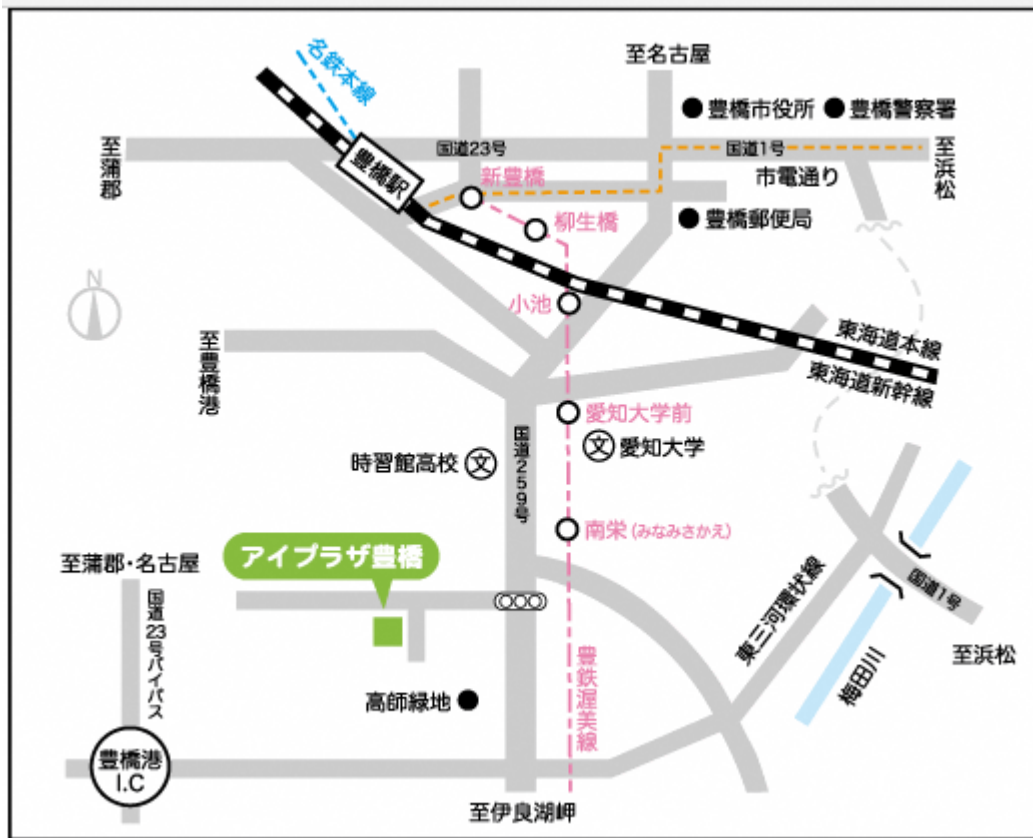 名鉄本線
至名古屋
豊橋市役所
豊橋警察署
至蒲郡
国道23号
国道1号
至浜松
豊橋駅
新豊橋
市電通り
柳生橋
豊橋郵便局
N
小池
至豊橋港
東海道本線
東海道新幹線
愛知大学前
文 愛知大学
時習館高校 文
国道259号
南栄(みなみさかえ)
アイプラザ豊橋
至蒲郡・名古屋
国道23号バイパス
東三河環状線
国道1号
梅田川
至浜松
豊鉄渥美線
高師緑地
豊橋港
I.C
至伊良湖岬